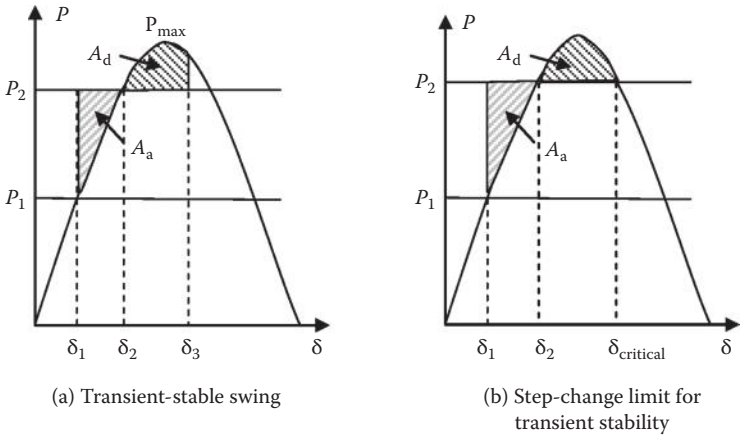 P
P_max
A_d
P_2
A_a
P_1
δ_1 δ_2 δ_3 δ
(a) Transient-stable swing
P
A_d
P_2
A_a
P_1
δ_1 δ_2 δ_critical δ
(b) Step-change limit for
transient stability